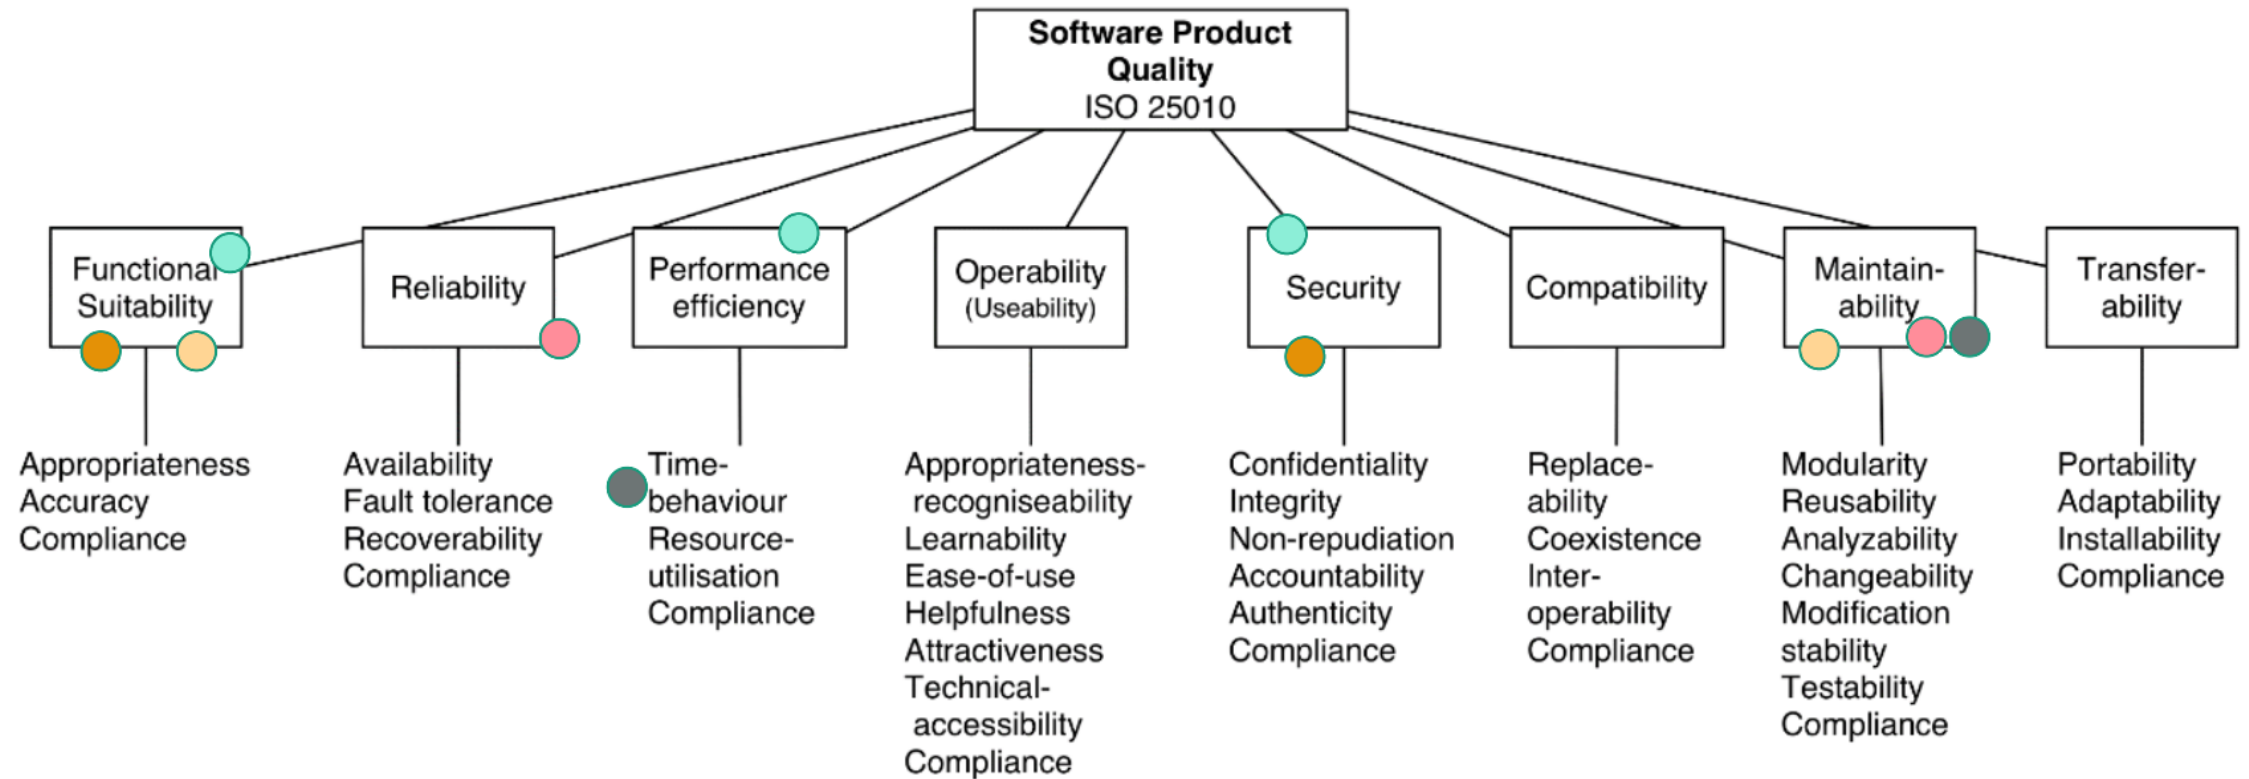 Software Product
Quality
ISO 25010
Functional
Suitability
Reliability
Performance
efficiency
Operability
(Useability)
Security
Compatibility
Maintain-
ability
Transfer-
ability
Appropriateness
Accuracy
Compliance
Availability
Fault tolerance
Recoverability
Compliance
Time-
behaviour
Resource-
utilisation
Compliance
Appropriateness-
recogniseability
Learnability
Ease-of-use
Helpfulness
Attractiveness
Technical-
accessibility
Compliance
Confidentiality
Integrity
Non-repudiation
Accountability
Authenticity
Compliance
Replace-
ability
Coexistence
Inter-
operability
Compliance
Modularity
Reusability
Analyzability
Changeability
Modification
stability
Testability
Compliance
Portability
Adaptability
Installability
Compliance